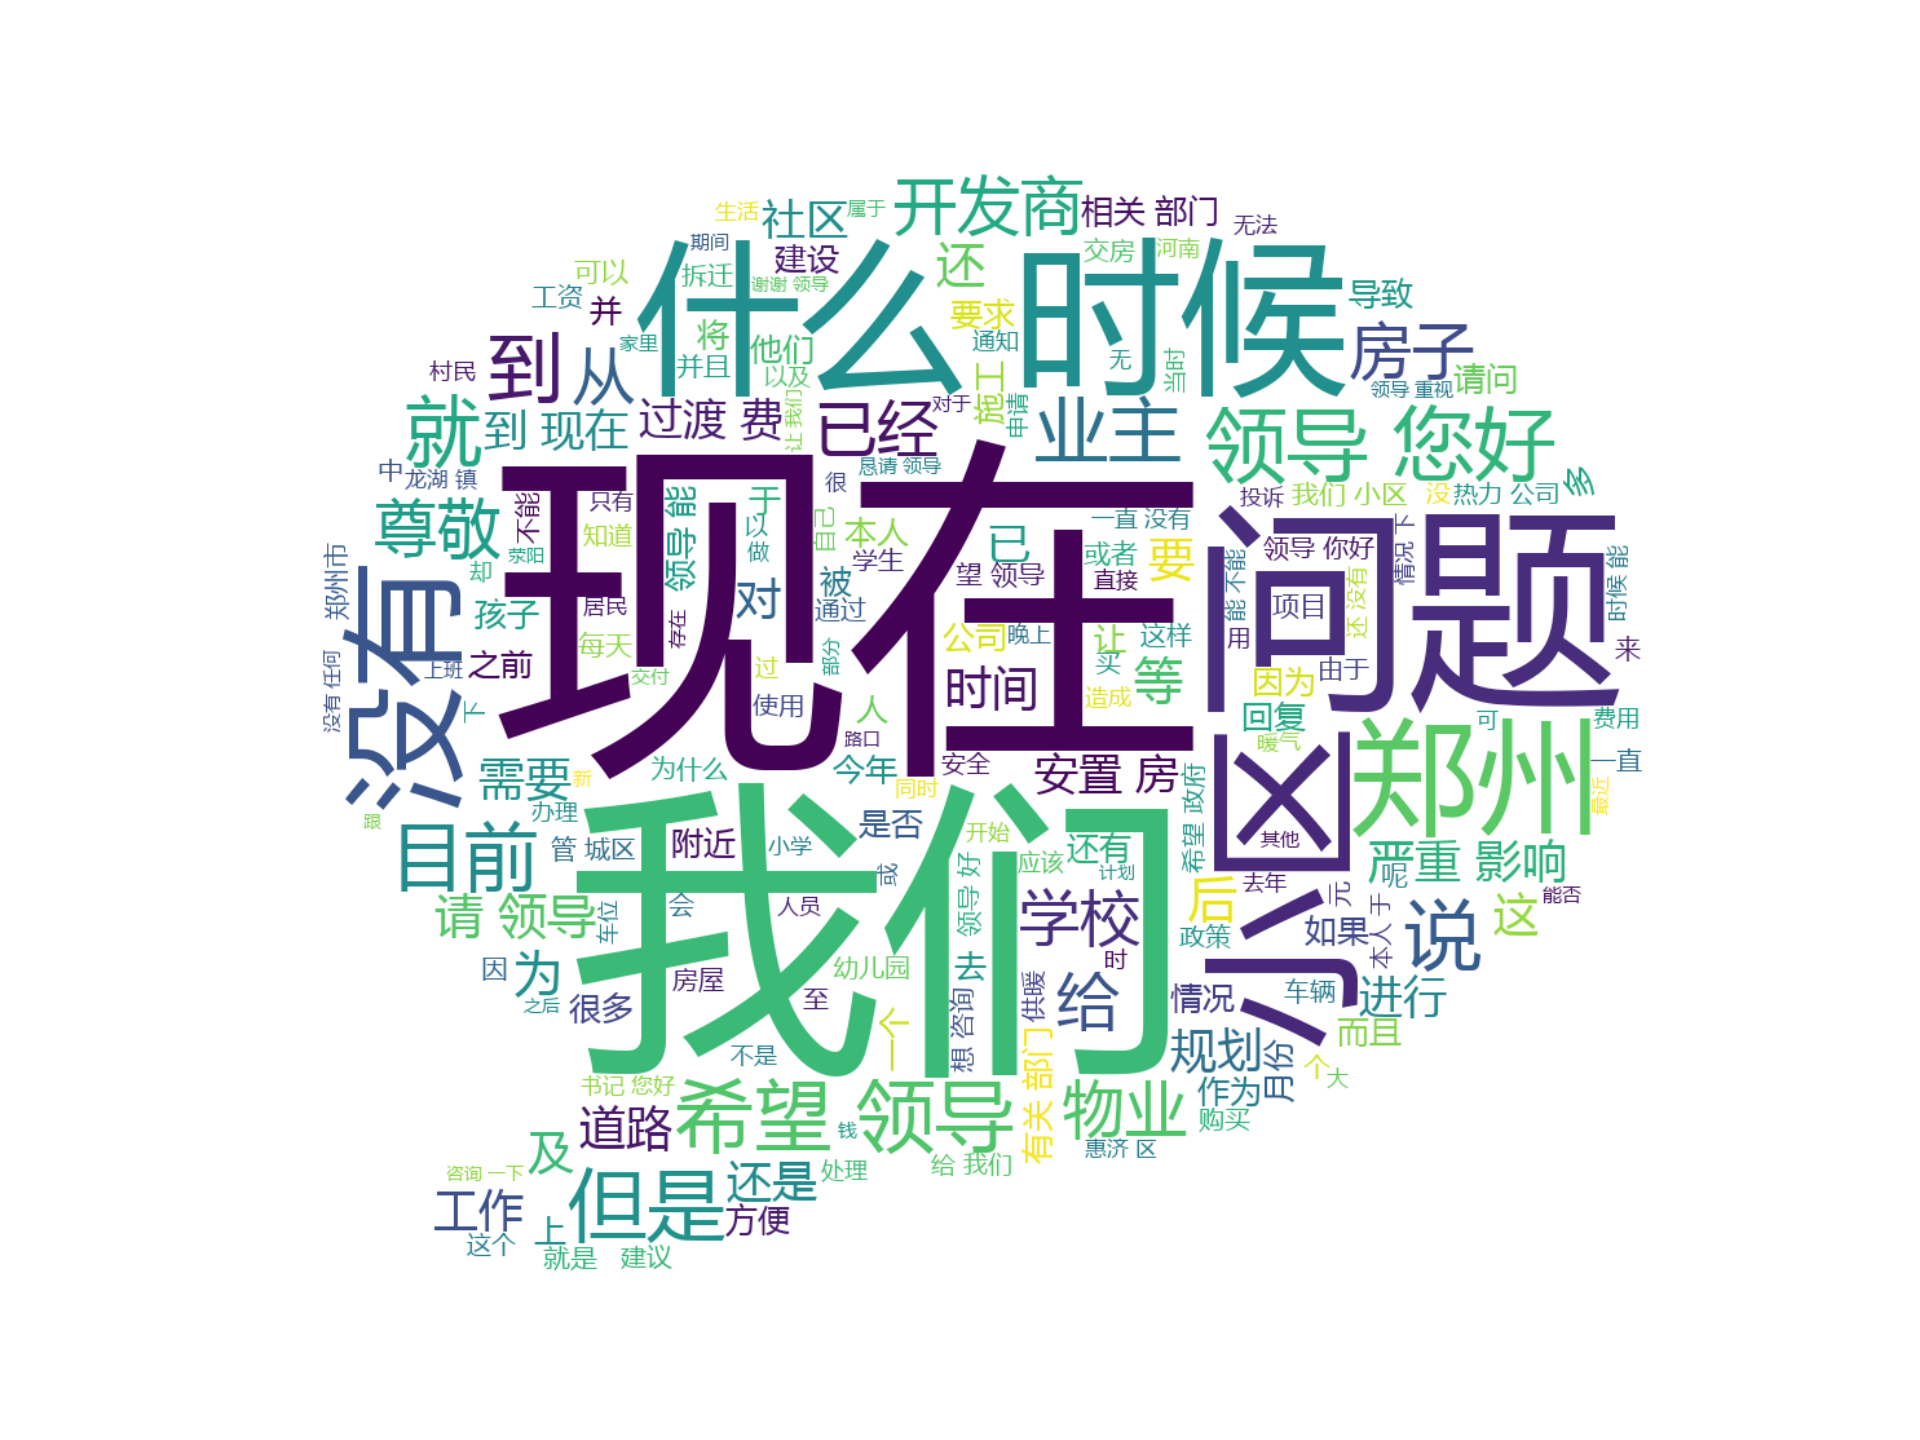 生活
社区
属于
开发商
相关 部门
无法
期间
建设
还
交房
河南
可以
拆迁
谢谢 领导
什么 时候
导致
工资
并
将
他们
要求
通知
无
当时
房子
家里
并且
以及
施工
领导 重视
请问
村民
到
从
过渡 费
让 我们
已经
对于
申请
业主
领导 您好
就
到 现在
中
龙湖 镇
恳请 领导
很
投诉
我们 小区
没
热力 公司
多
尊敬
不能
只有
领导 能
于
现在
问题
知道
以
自己
本人
已
一直 没有
要
领导 你好
情况 下
荥阳
做
学生
或者
郑州市
却
被
望 领导
直接
能 不能
还 没有
时候 能
没有
孩子
居民
对
通过
项目
存在
公司
晚上
让
这样
用
由于
来
之前
每天
部分
买
等
没有 任何
上班
交付
过
时间
造成
因为
下
使用
人
回复
可
费用
路口
暖气
小区
郑州
需要
新
为什么
今年
安全
安置 房
一直
同时
希望 政府
最近
办理
跟
是否
开始
目前
管 城区
附近
小学
还有
其他
严重 影响
我们
或
领导 好
应该
计划
呢
去年
元
能否
请 领导
车位
会
人员
学校
后
如果
本人 于
说
这
政策
因
为
房屋
幼儿园
去
时
之后
很多
至
一个
想 咨询
供暖
给
情况
车辆
进行
不是
有关 部门
规划
月份
而且
书记 您好
个
大
希望 领导
物业
作为
购买
道路
钱
及
惠济 区
咨询 一下
但是
还是
处理
给 我们
工作
上
方便
这个
就是
建议